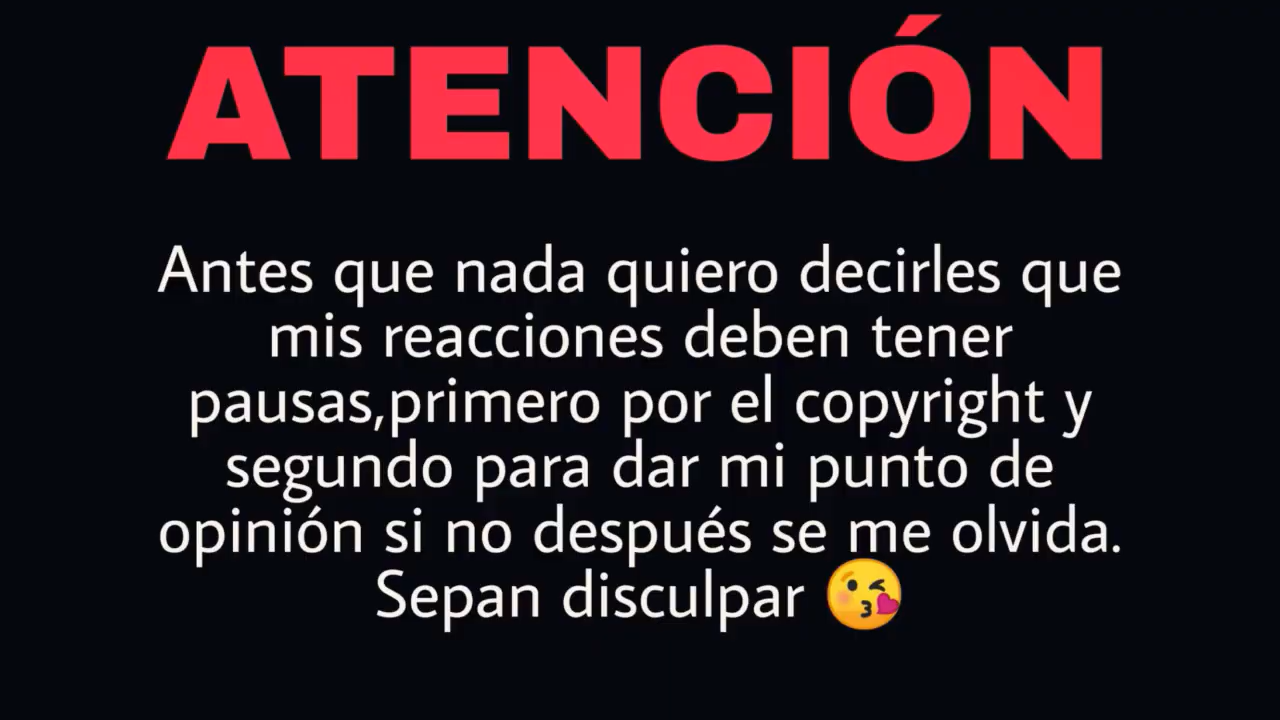 ATENCIÓN
Antes que nada quiero decirles que
mis reacciones deben tener
pausas,primero por el copyright y
segundo para dar mi punto de
opinión si no después se me olvida.
Sepan disculpar 😘